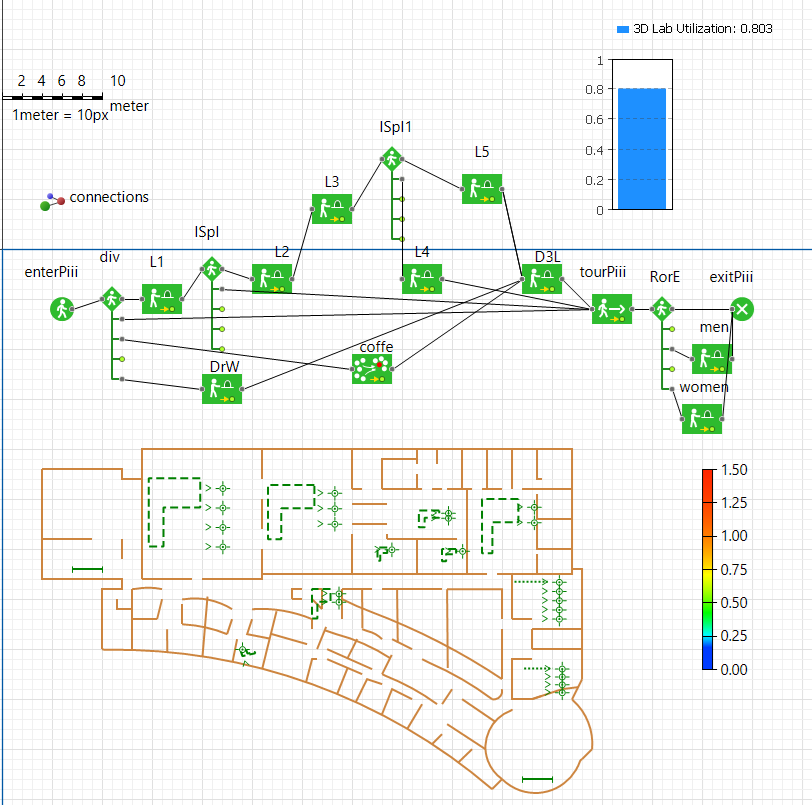 3D Lab Utilization: 0.803
1
0.8
0.6
0.4
0.2
0
2 4 6 8 10
meter
1meter = 10px
connections
ISpl1
L5
L3
ISpl
L2
L4
div
L1
D3L
enterPiii
tourPiii
RorE
exitPiii
men
coffe
DrW
women
1.50
1.25
1.00
0.75
0.50
0.25
0.00